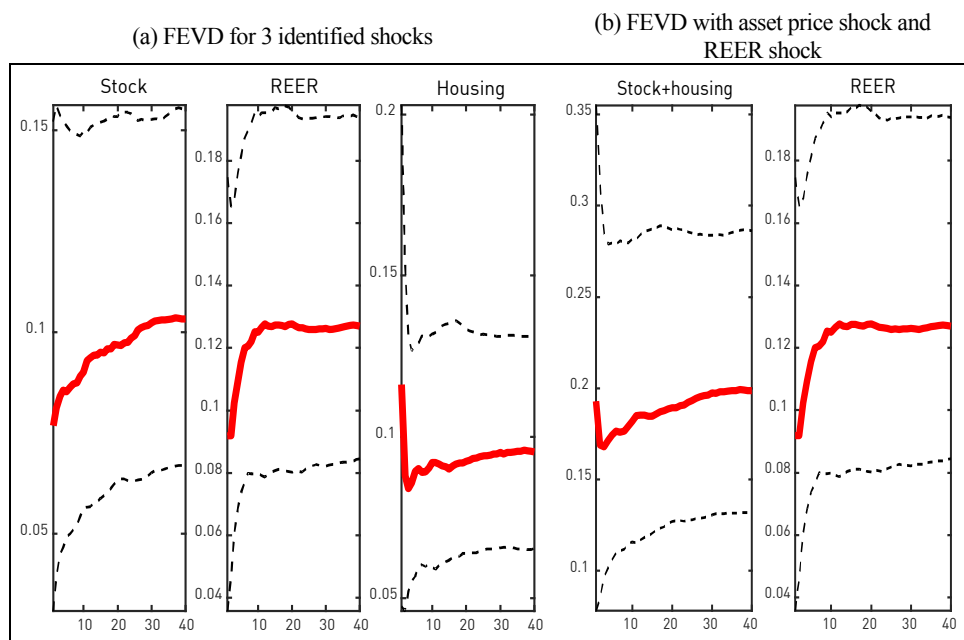 (a) FEVD for 3 identified shocks
(b) FEVD with asset price shock and
REER shock
Stock
REER
Housing
Stock+housing
REER
0.15
0.1
0.05
10 20 30 40
0.18
0.16
0.14
0.12
0.1
0.08
0.06
0.04
10 20 30 40
0.2
0.15
0.1
0.05
10 20 30 40
0.35
0.3
0.25
0.2
0.15
0.1
10 20 30 40
0.18
0.16
0.14
0.12
0.1
0.08
0.06
0.04
10 20 30 40